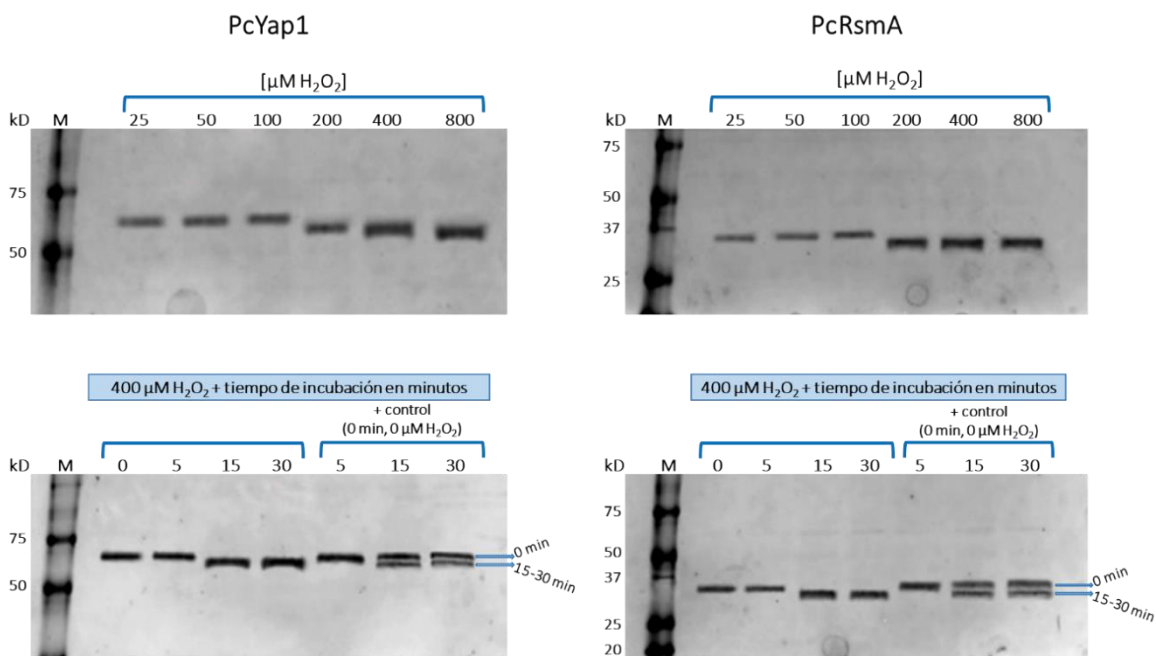 PcYap1
PcRsmA
[µM H₂O₂]
[µM H₂O₂]
kD M 25 50 100 200 400 800
kD M 25 50 100 200 400 800
75
50
75
50
37
25
400 µM H₂O₂ + tiempo de incubación en minutos
400 µM H₂O₂ + tiempo de incubación en minutos
+ control
(0 min, 0 µM H₂O₂)
+ control
(0 min, 0 µM H₂O₂)
kD M 0 5 15 30 5 15 30
kD M 0 5 15 30 5 15 30
75
50
0 min
15-30 min
75
50
37
25
20
0 min
15-30 min